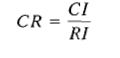 CR = CI / RI